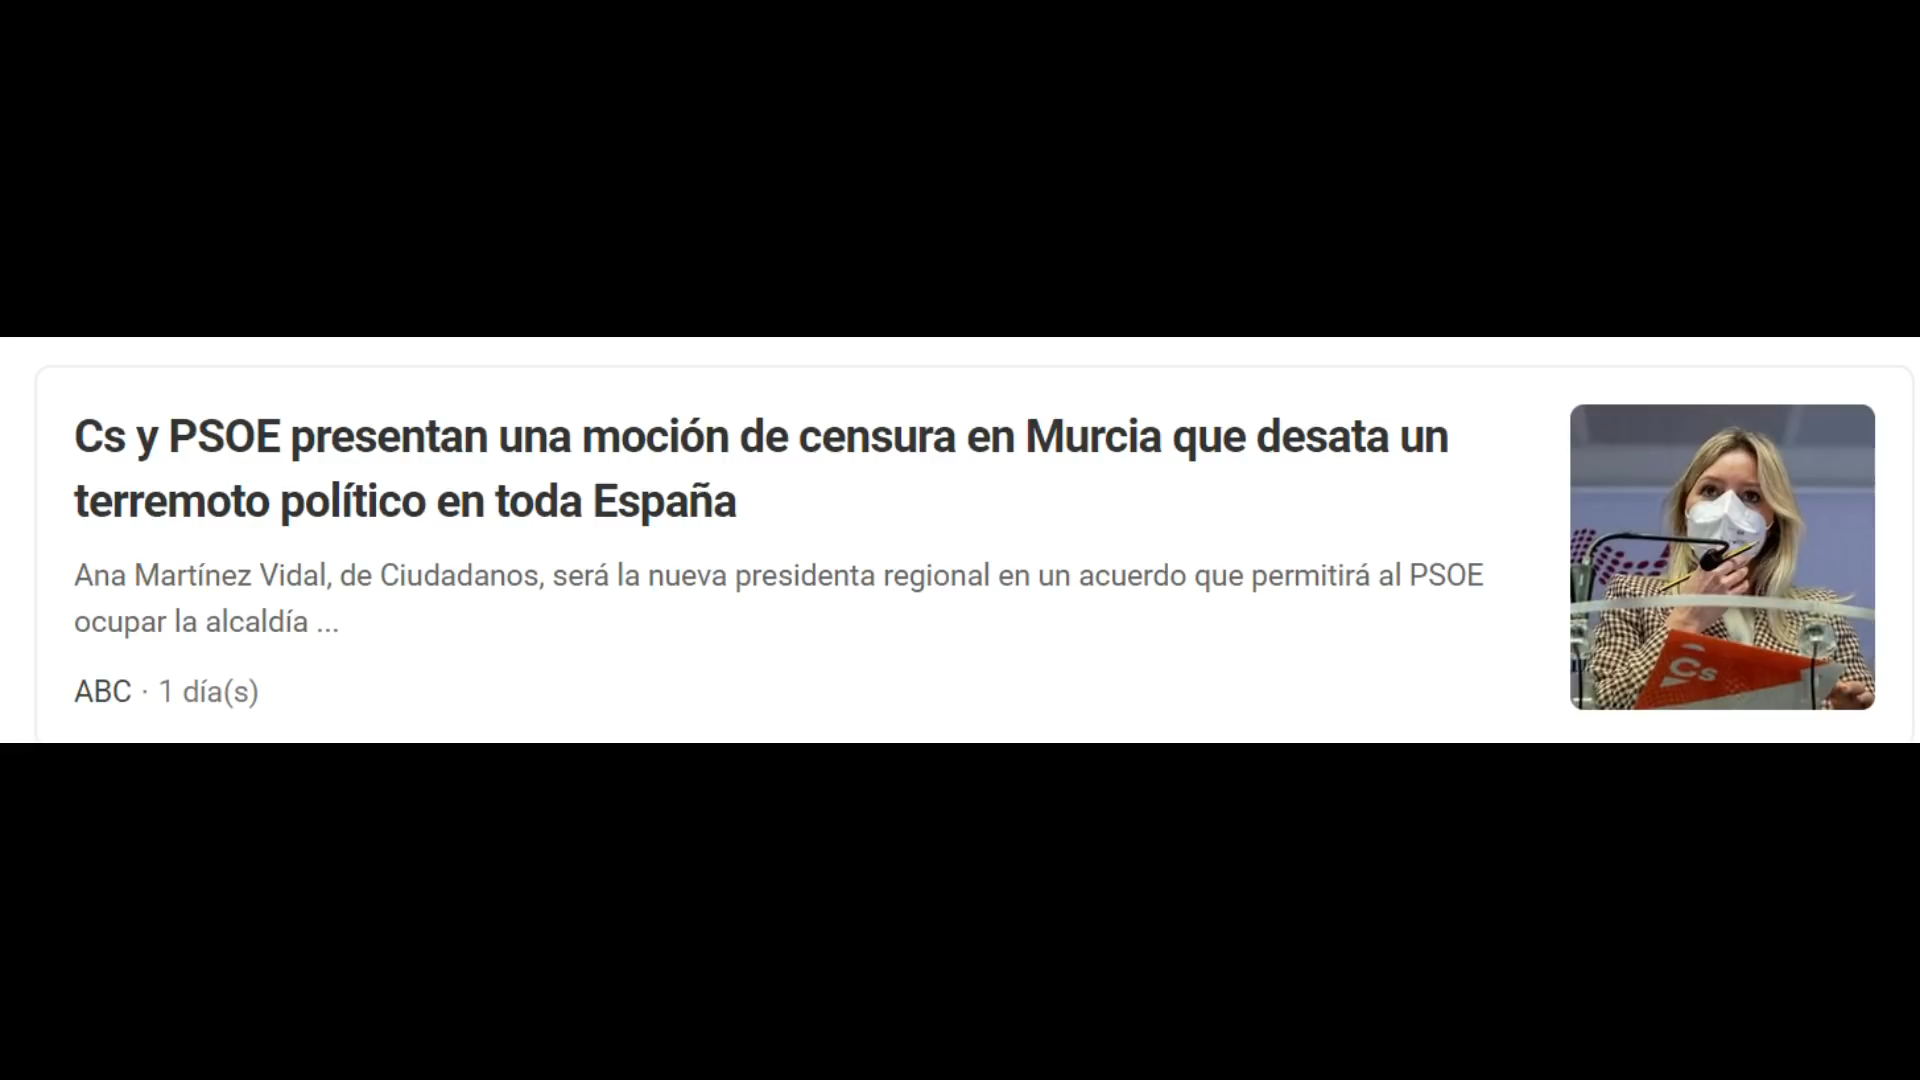 Cs y PSOE presentan una moción de censura en Murcia que desata un
terremoto político en toda España
Ana Martínez Vidal, de Ciudadanos, será la nueva presidenta regional en un acuerdo que permitirá al PSOE
ocupar la alcaldía ...
ABC · 1 día(s)
Cs